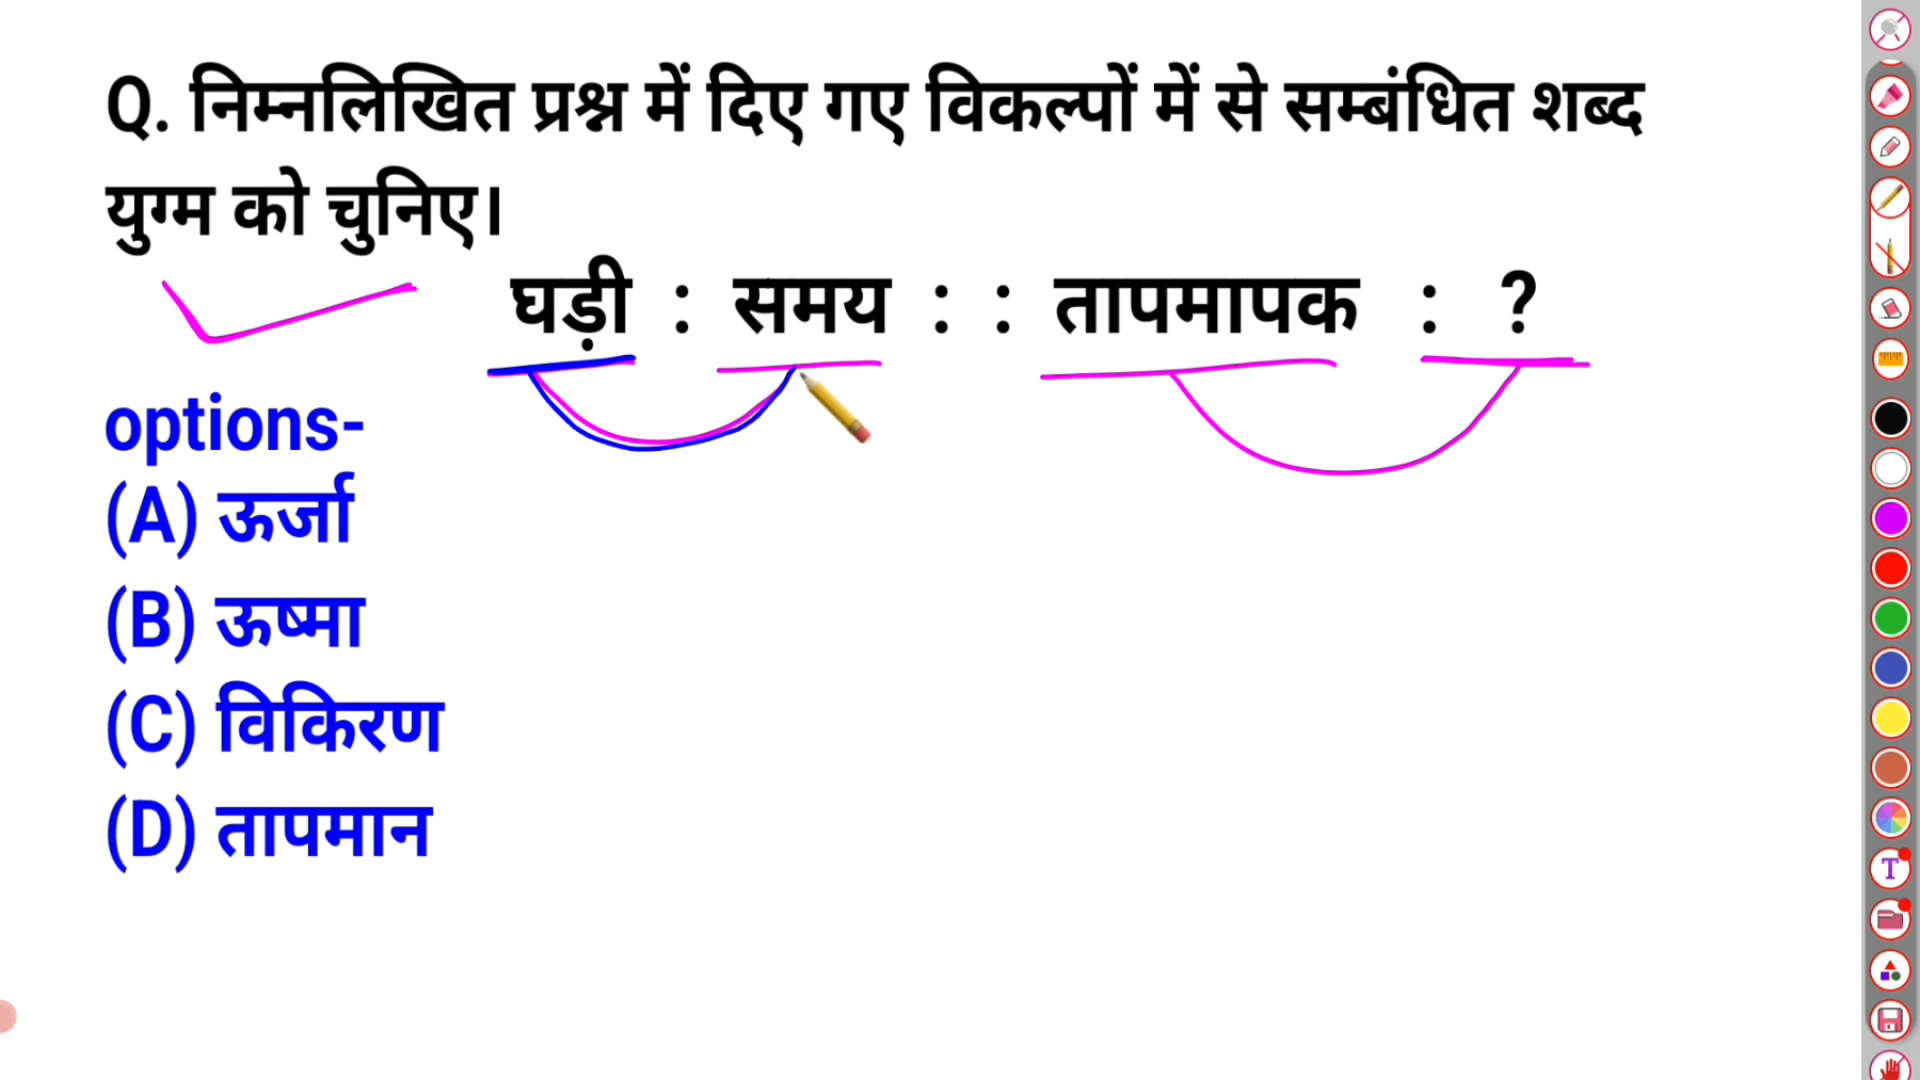 Q. निम्नलिखित प्रश्न में दिए गए विकल्पों में से सम्बंधित शब्द
युग्म को चुनिए।
घड़ी : समय : : तापमापक : ?
options-
(A) ऊर्जा
(B) ऊष्मा
(C) विकिरण
(D) तापमान
T